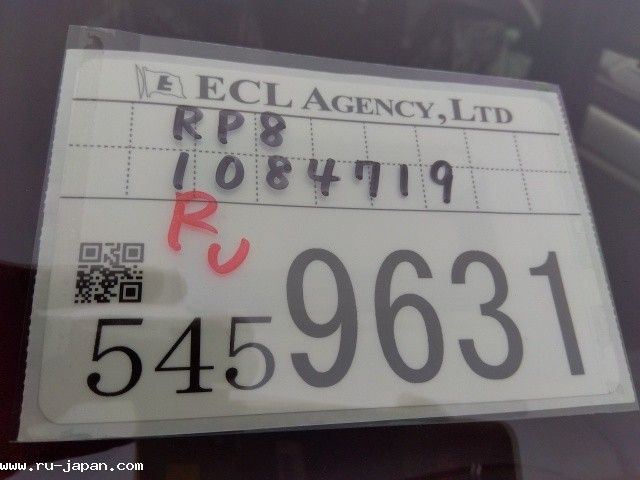 E ECL AGENCY, LTD
RP8
1084719
RU
5459631
www.ru-japan.com